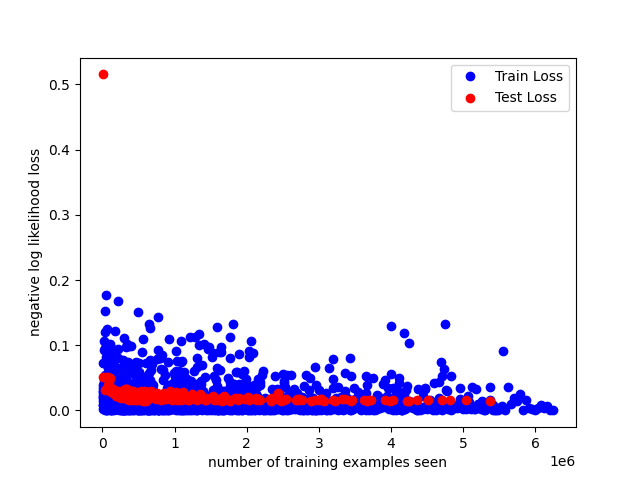 Train Loss
Test Loss
negative log likelihood loss
0.5
0.4
0.3
0.2
0.1
0.0
0 1 2 3 4 5 6
1e6
number of training examples seen